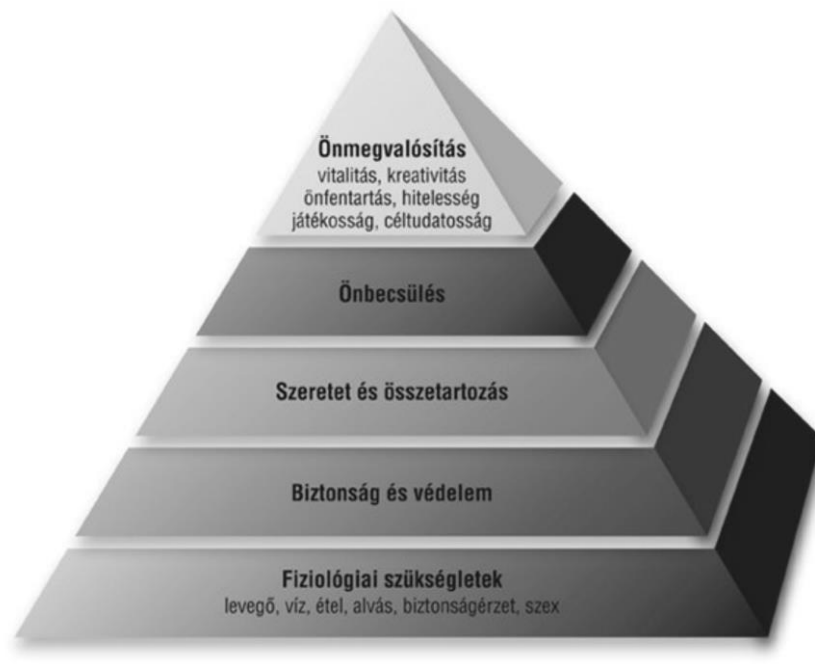 Önmegvalósítás
vitalitás, kreativitás
önfentartás, hitelesség
játékosság, céltudatosság
Önbecsülés
Szeretet és összetartozás
Biztonság és védelem
Fiziológiai szükségletek
levegő, víz, étel, alvás, biztonságérzet, szex